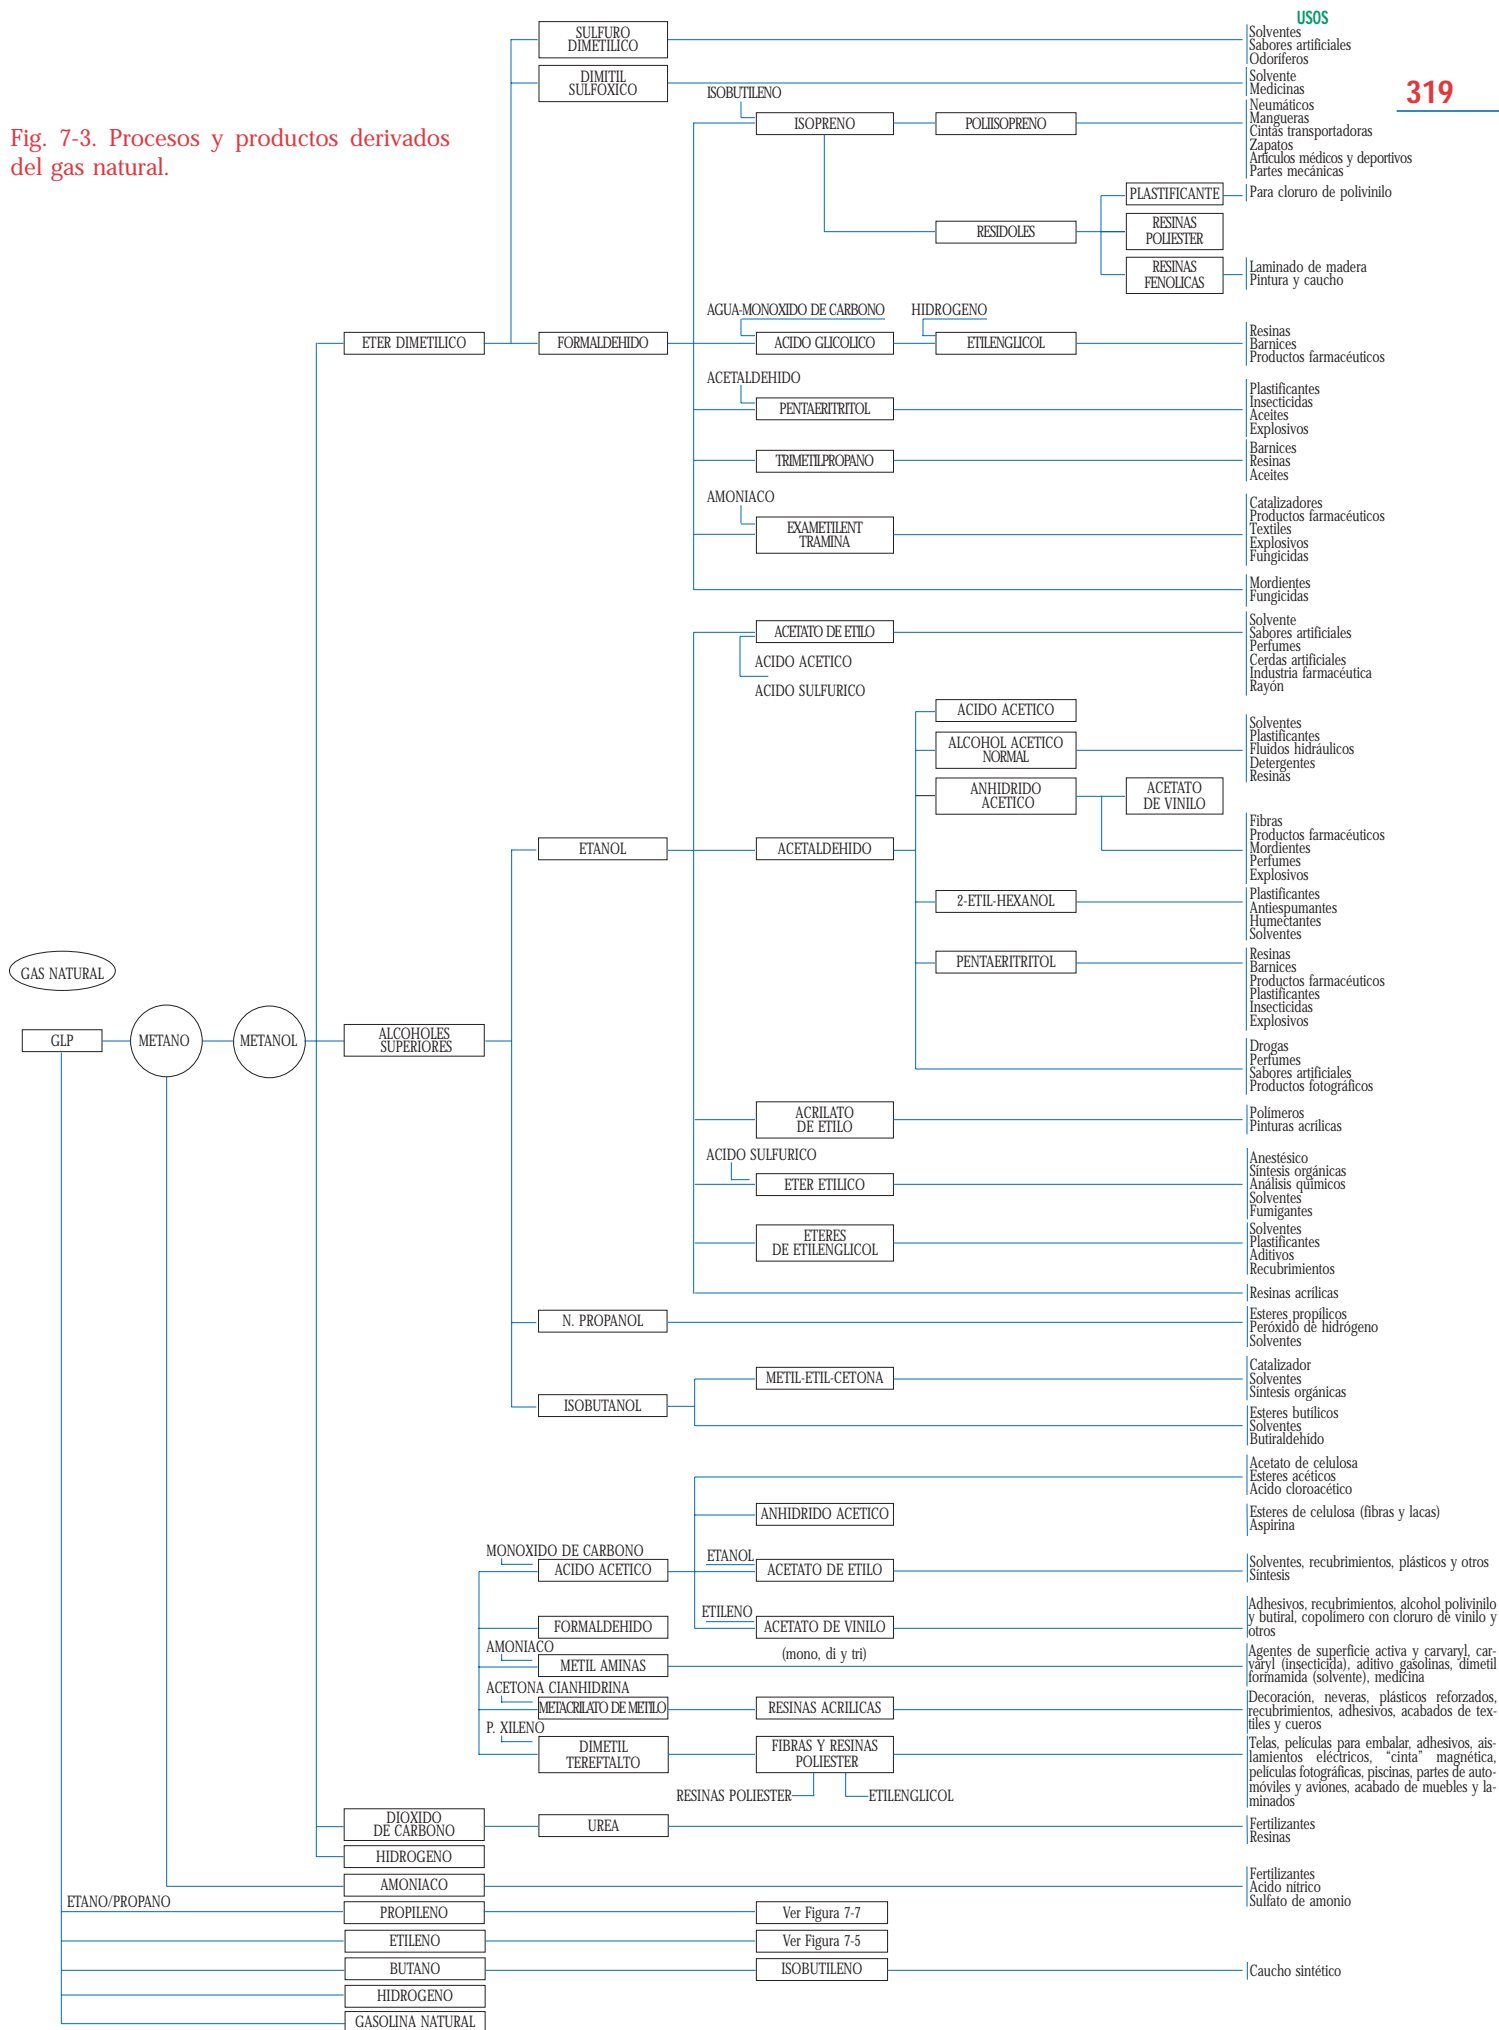 USOS
319
Fig. 7-3. Procesos y productos derivados
del gas natural.
SULFURO
DIMETILICO
Solventes
Sabores artificiales
Odoríferos
DIMITIL
SULFOXICO
Solvente
Medicinas
ISOBUTILENO
ISOPRENO
POLIISOPRENO
Neumáticos
Mangueras
Cintas transportadoras
Zapatos
Artículos médicos y deportivos
Partes mecánicas
PLASTIFICANTE
Para cloruro de polivinilo
RESIDOLES
RESINAS
POLIESTER
RESINAS
FENOLICAS
Laminado de madera
Pintura y caucho
ETER DIMETILICO
FORMALDEHIDO
AGUA-MONOXIDO DE CARBONO
ACIDO GLICOLICO
HIDROGENO
ETILENGLICOL
Resinas
Barnices
Productos farmacéuticos
ACETALDEHIDO
PENTAERITRITOL
Plastificantes
Insecticidas
Aceites
Explosivos
TRIMETILPROPANO
Barnices
Resinas
Aceites
AMONIACO
EXAMETILENT
TRAMINA
Catalizadores
Productos farmacéuticos
Textiles
Explosivos
Fungicidas
Mordientes
Fungicidas
ACETATO DE ETILO
ACIDO ACETICO
ACIDO SULFURICO
Solvente
Sabores artificiales
Perfumes
Cerdas artificiales
Industria farmacéutica
Rayón
ACIDO ACETICO
ALCOHOL ACETICO
NORMAL
Solventes
Plastificantes
Fluidos hidráulicos
Detergentes
Resinas
ANHIDRIDO
ACETICO
ACETATO
DE VINILO
Fibras
Productos farmacéuticos
Mordientes
Perfumes
Explosivos
ETANOL
ACETALDEHIDO
2-ETIL-HEXANOL
Plastificantes
Antiespumantes
Humectantes
Solventes
PENTAERITRITOL
Resinas
Barnices
Productos farmacéuticos
Plastificantes
Insecticidas
Explosivos
GAS NATURAL
GLP
METANO
METANOL
ALCOHOLES
SUPERIORES
Drogas
Perfumes
Sabores artificiales
Productos fotográficos
ACRILATO
DE ETILO
Polímeros
Pinturas acrílicas
ACIDO SULFURICO
ETER ETILICO
Anestésico
Síntesis orgánicas
Análisis químicos
Solventes
Fumigantes
ETERES
DE ETILENGLICOL
Solventes
Plastificantes
Aditivos
Recubrimientos
Resinas acrílicas
N. PROPANOL
Esteres propílicos
Peróxido de hidrógeno
Solventes
ISOBUTANOL
METIL-ETIL-CETONA
Catalizador
Solventes
Síntesis orgánicas
Esteres butílicos
Solventes
Butiraldehído
Acetato de celulosa
Esteres acéticos
Acido cloroacético
ANHIDRIDO ACETICO
Esteres de celulosa (fibras y lacas)
Aspirina
MONOXIDO DE CARBONO
ACIDO ACETICO
ETANOL
ACETATO DE ETILO
Solventes, recubrimientos, plásticos y otros
Síntesis
FORMALDEHIDO
ETILENO
ACETATO DE VINILO
Adhesivos, recubrimientos, alcohol polivinilo
y butiral, copolímero con cloruro de vinilo y
otros
AMONIACO
METIL AMINAS
(mono, di y tri)
Agentes de superficie activa y carvaryl, car-
varyl (insecticida), aditivo gasolinas, dimetil
formamida (solvente), medicina
ACETONA CIANHIDRINA
METACRILATO DE METILO
RESINAS ACRILICAS
Decoración, neveras, plásticos reforzados,
recubrimientos, adhesivos, acabados de tex-
tiles y cueros
P. XILENO
DIMETIL
TEREFTALTO
FIBRAS Y RESINAS
POLIESTER
RESINAS POLIESTER
ETILENGLICOL
Telas, películas para embalar, adhesivos, ais-
lamientos eléctricos, “cinta” magnética,
películas fotográficas, piscinas, partes de auto-
móviles y aviones, acabado de muebles y la-
minados
DIOXIDO
DE CARBONO
UREA
Fertilizantes
Resinas
HIDROGENO
AMONIACO
Fertilizantes
Acido nítrico
Sulfato de amonio
ETANO/PROPANO
PROPILENO
Ver Figura 7-7
ETILENO
Ver Figura 7-5
BUTANO
ISOBUTILENO
Caucho sintético
HIDROGENO
GASOLINA NATURAL